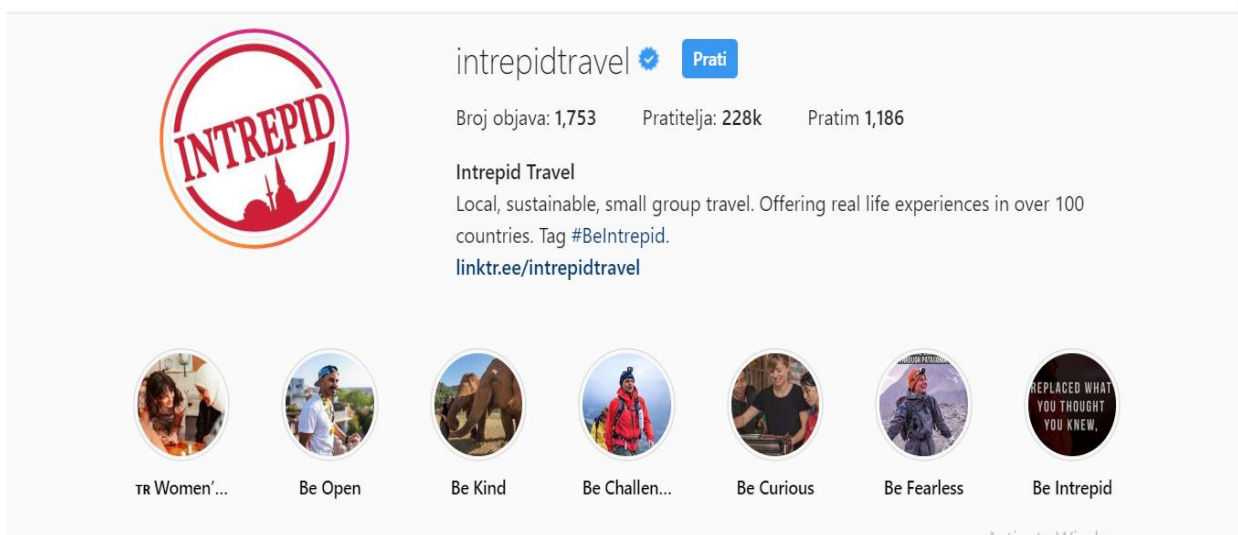 INTREPID
intrepidtravel Prati
Broj objava: 1,753 Pratitelja: 228k Pratim 1,186
Intrepid Travel
Local, sustainable, small group travel. Offering real life experiences in over 100
countries. Tag #BeIntrepid.
linktr.ee/intrepidtravel
REPLACED WHAT
YOU THOUGHT
YOU KNEW,
TR Women'... Be Open Be Kind Be Challen... Be Curious Be Fearless Be Intrepid